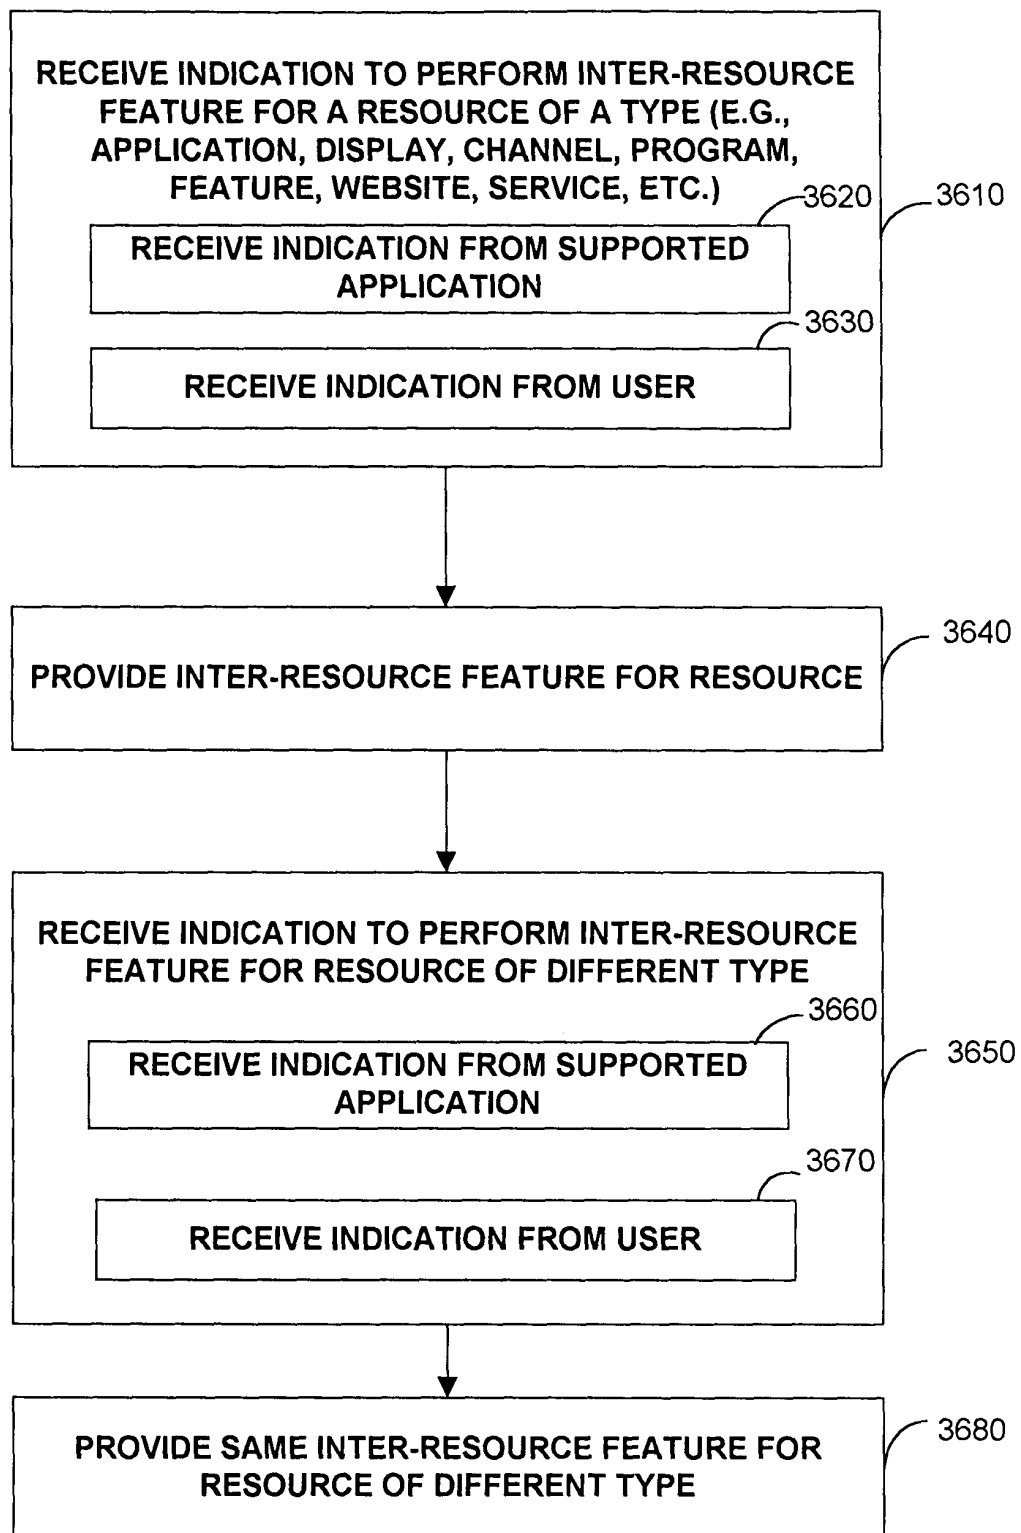 RECEIVE INDICATION TO PERFORM INTER-RESOURCE
FEATURE FOR A RESOURCE OF A TYPE (E.G.,
APPLICATION, DISPLAY, CHANNEL, PROGRAM,
FEATURE, WEBSITE, SERVICE, ETC.)
3620
3610
RECEIVE INDICATION FROM SUPPORTED
APPLICATION
3630
RECEIVE INDICATION FROM USER
3640
PROVIDE INTER-RESOURCE FEATURE FOR RESOURCE
RECEIVE INDICATION TO PERFORM INTER-RESOURCE
FEATURE FOR RESOURCE OF DIFFERENT TYPE
3660
3650
RECEIVE INDICATION FROM SUPPORTED
APPLICATION
3670
RECEIVE INDICATION FROM USER
3680
PROVIDE SAME INTER-RESOURCE FEATURE FOR
RESOURCE OF DIFFERENT TYPE